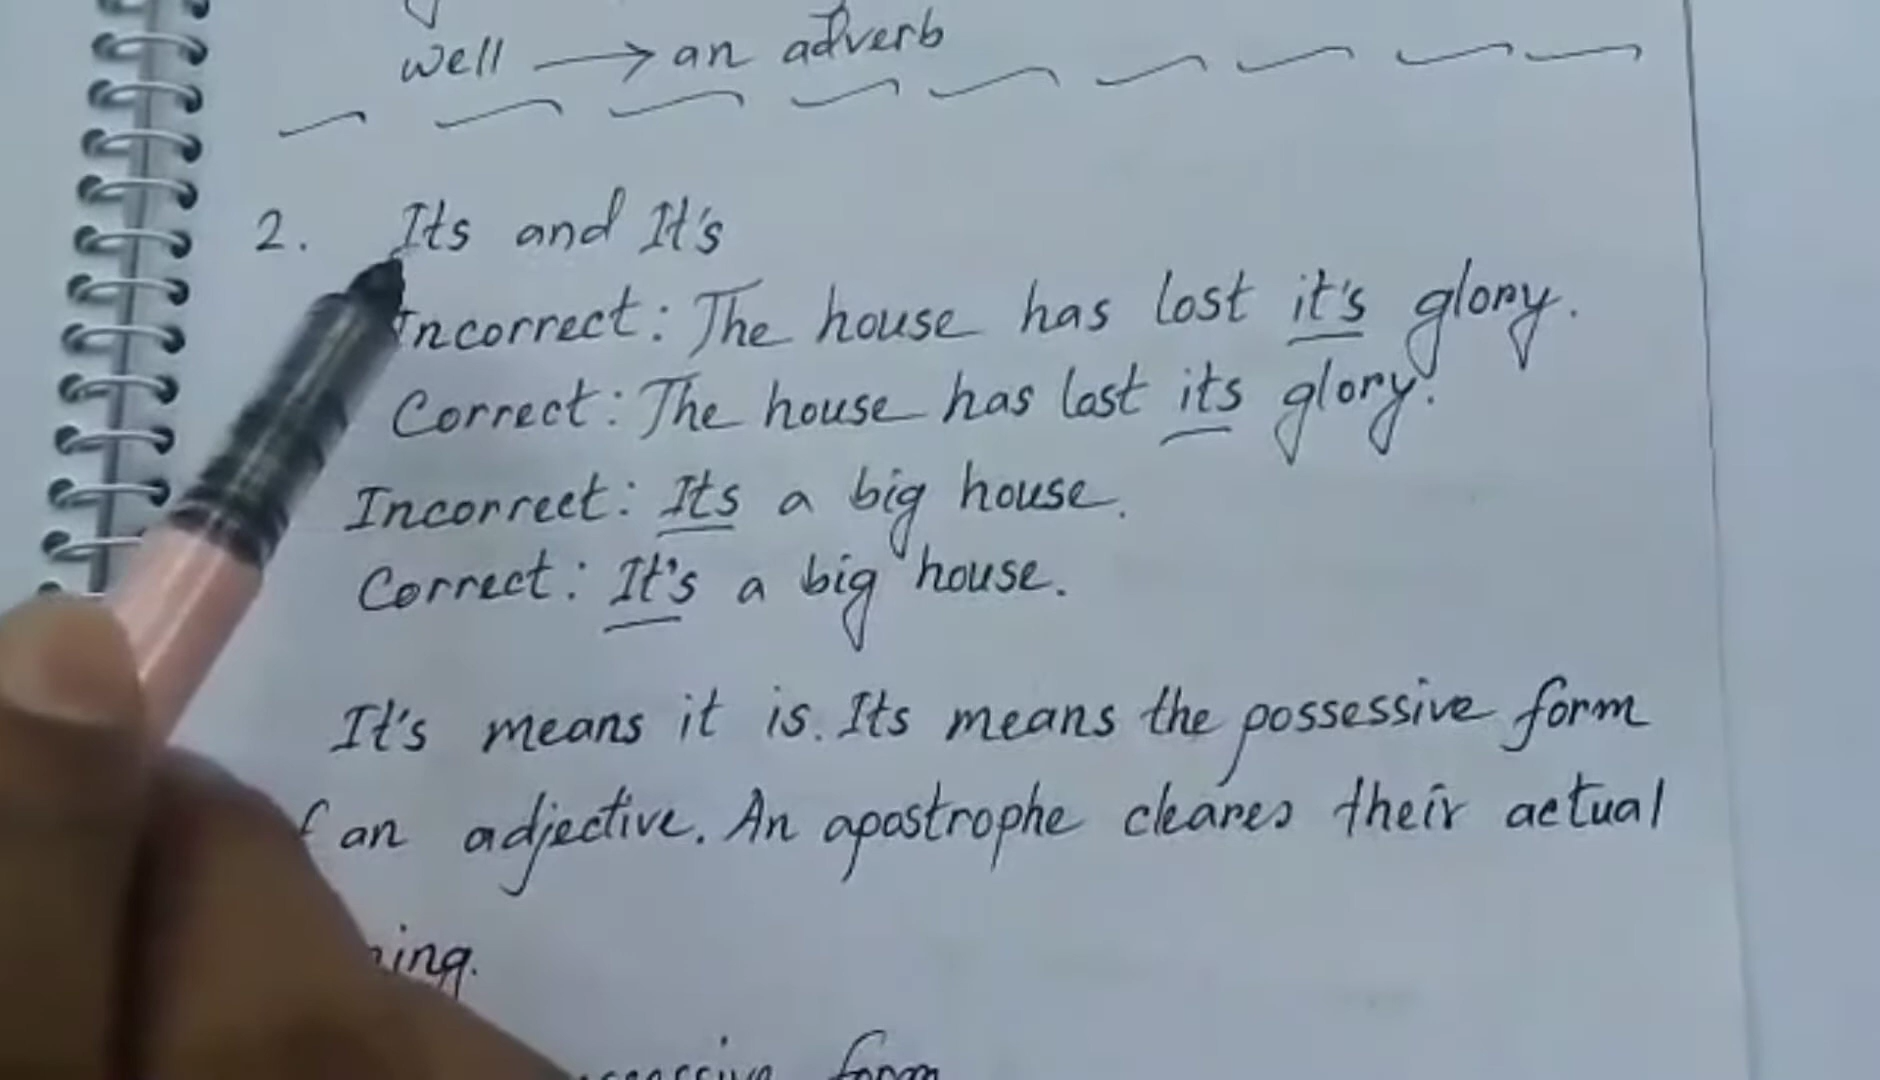 well → an adverb
2. Its and It's
Incorrect: The house has lost it's glory.
Correct: The house has lost its glory.
Incorrect: Its a big house.
Correct: It's a big house.
It's means it is. Its means the possessive form
an adjective. An apostrophe cleares their actual
form